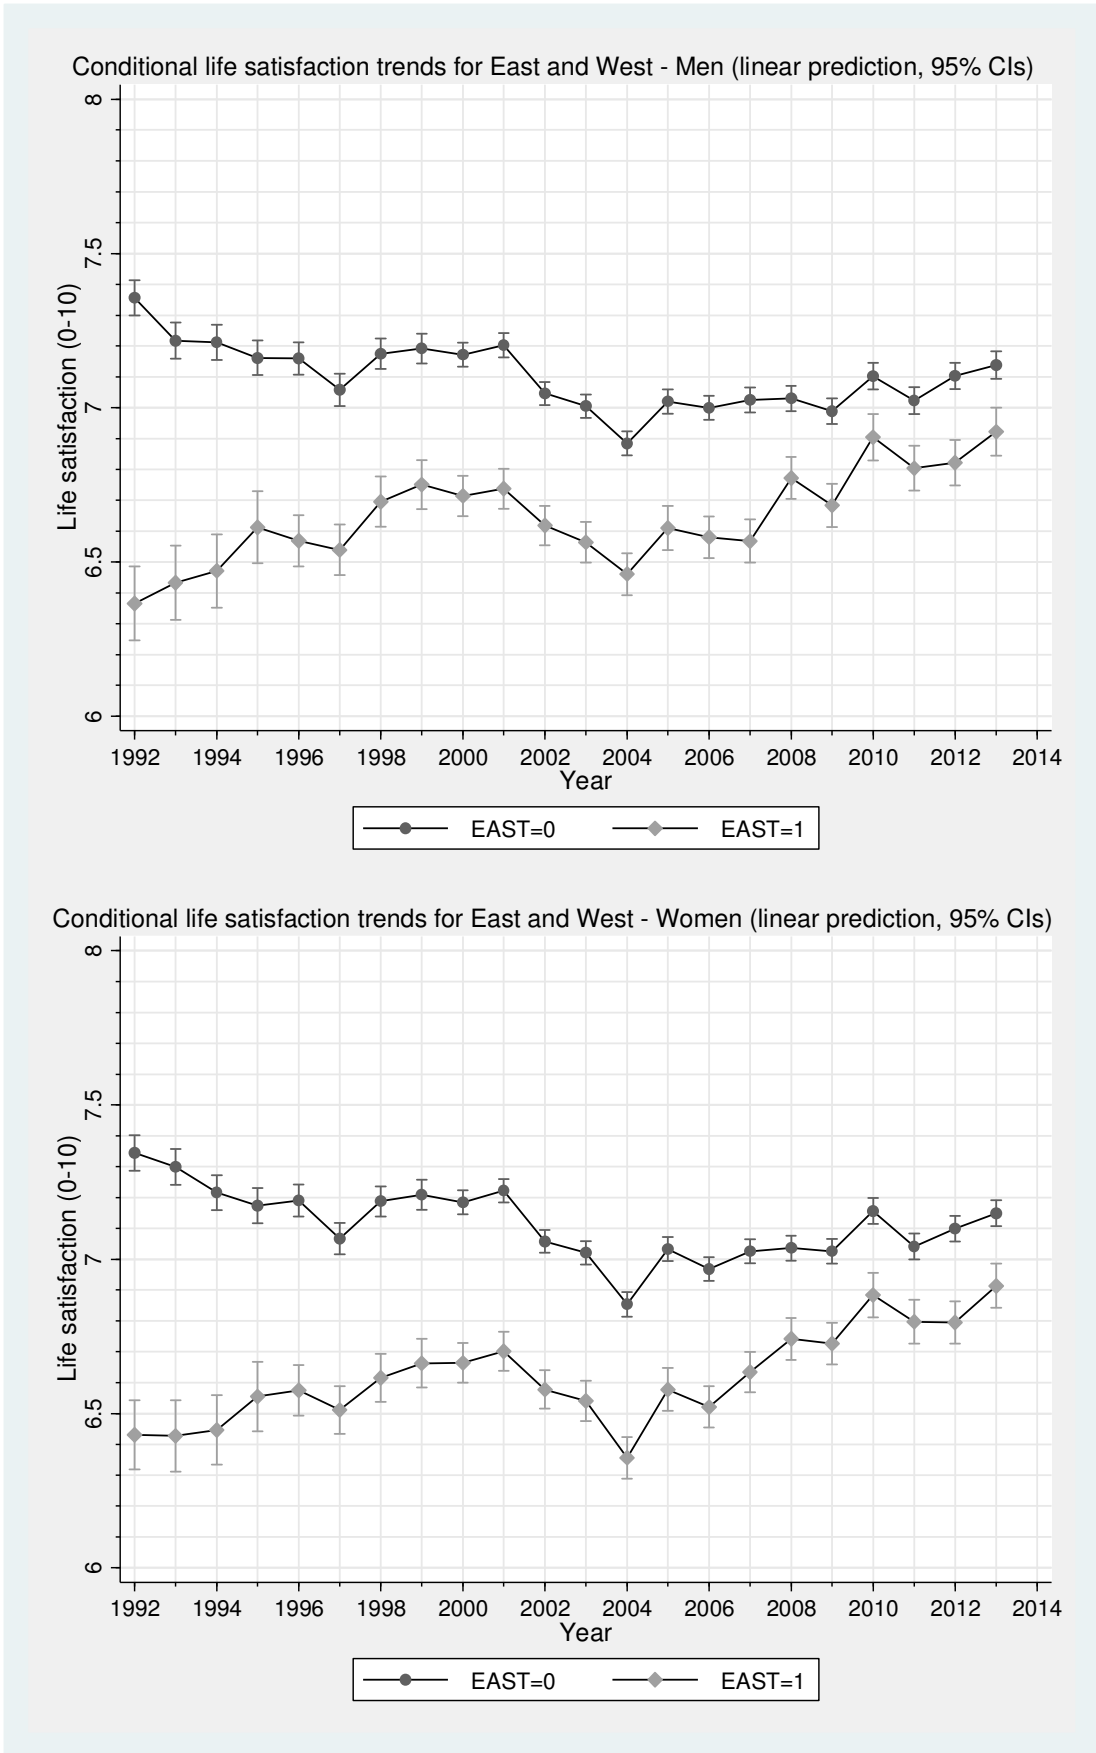 Conditional life satisfaction trends for East and West - Men (linear prediction, 95% CIs)
8
7.5
7
6.5
6
Life satisfaction (0-10)
1992 1994 1996 1998 2000 2002 2004 2006 2008 2010 2012 2014
Year
EAST=0 EAST=1
Conditional life satisfaction trends for East and West - Women (linear prediction, 95% CIs)
8
7.5
7
6.5
6
Life satisfaction (0-10)
1992 1994 1996 1998 2000 2002 2004 2006 2008 2010 2012 2014
Year
EAST=0 EAST=1